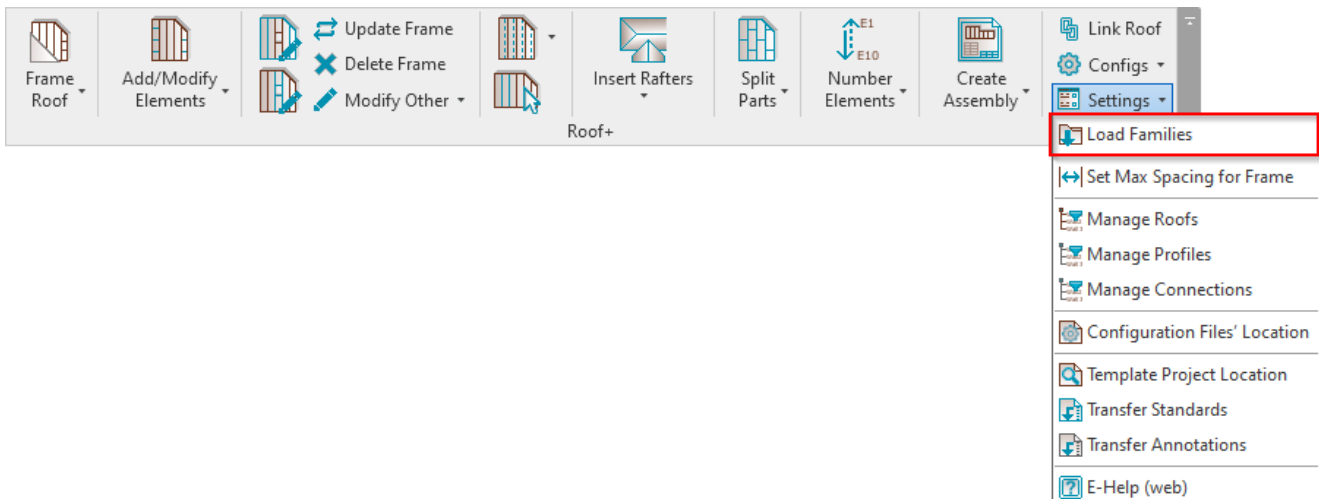 Frame
Roof
Add/Modify
Elements
Update Frame
Delete Frame
Modify Other
Insert Rafters
Split
Parts
E1
E10
Number
Elements
Create
Assembly
Link Roof
Configs
Settings
Roof+
Load Families
Set Max Spacing for Frame
Manage Roofs
Manage Profiles
Manage Connections
Configuration Files' Location
Template Project Location
Transfer Standards
Transfer Annotations
E-Help (web)